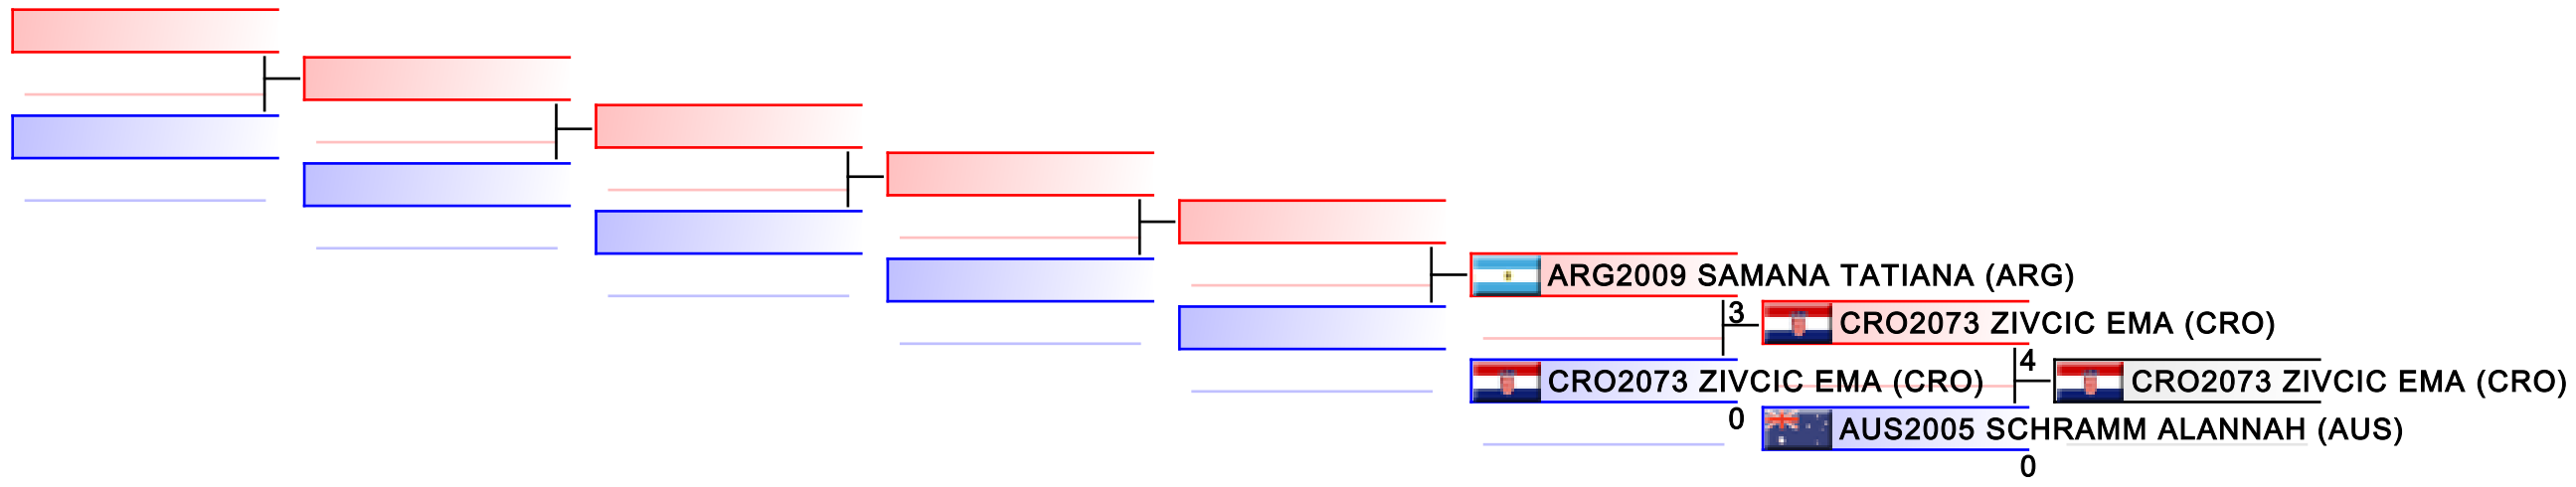 ARG2009 SAMANA TATIANA (ARG)
3
CRO2073 ZIVCIC EMA (CRO)
4
CRO2073 ZIVCIC EMA (CRO)
CRO2073 ZIVCIC EMA (CRO)
0
AUS2005 SCHRAMM ALANNAH (AUS)
0